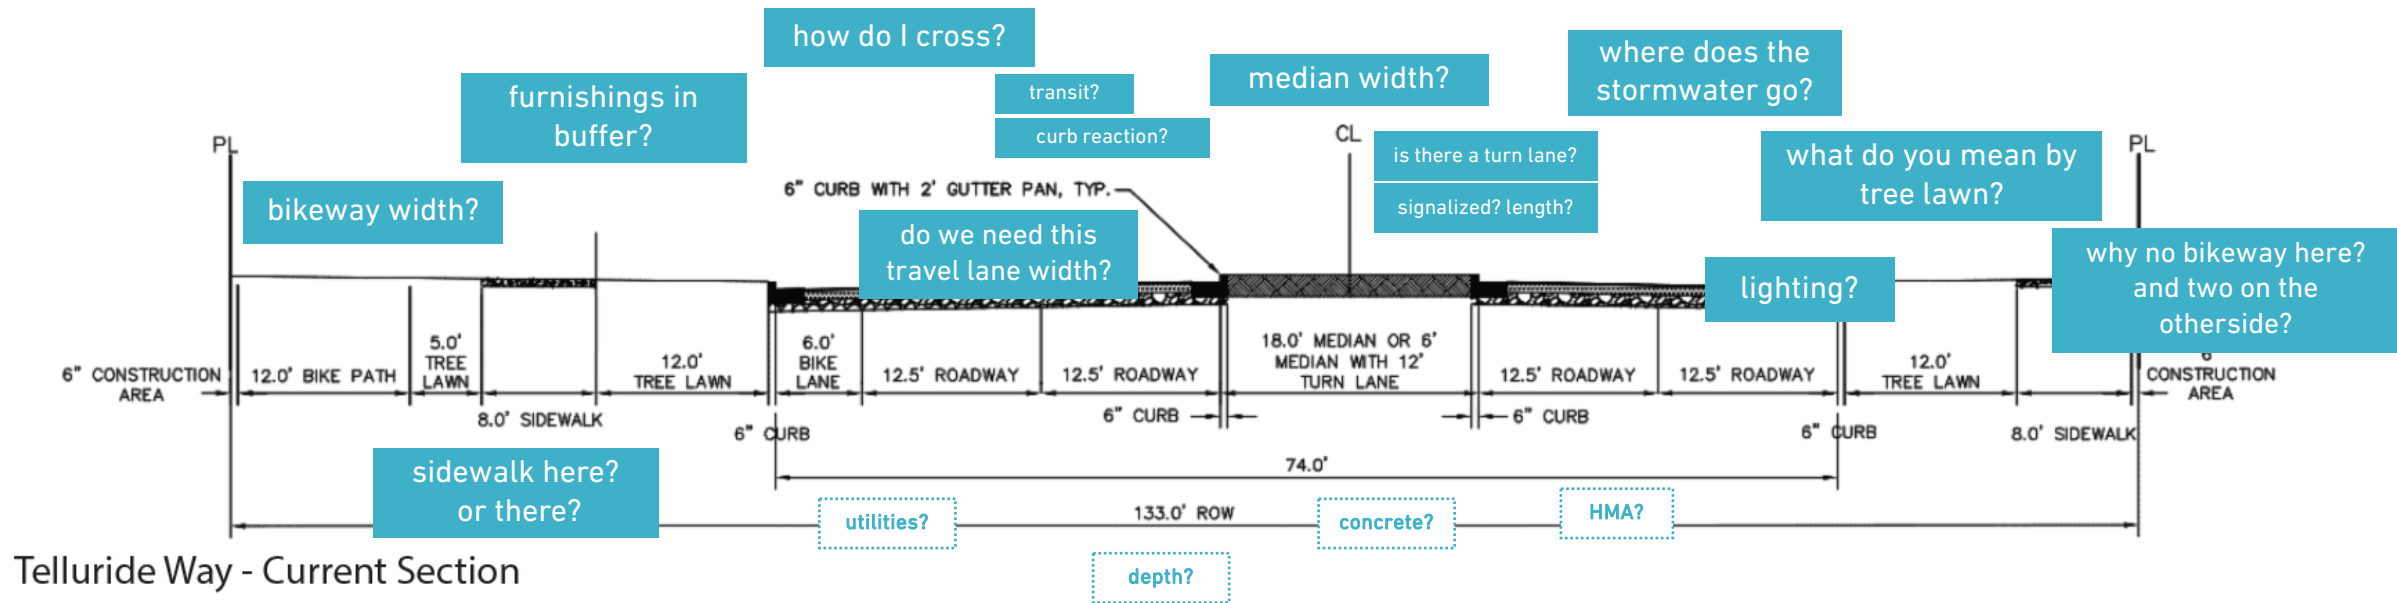 how do I cross?
where does the
stormwater go?
median width?
furnishings in
buffer?
transit?
curb reaction?
PL
CL
PL
is there a turn lane?
signalized? length?
what do you mean by
tree lawn?
6" CURB WITH 2' GUTTER PAN, TYP.
bikeway width?
do we need this
travel lane width?
why no bikeway here?
and two on the
otherside?
lighting?
6" CONSTRUCTION
AREA
12.0' BIKE PATH
5.0'
TREE
LAWN
8.0' SIDEWALK
12.0'
TREE LAWN
6" CURB
6.0'
BIKE
LANE
12.5' ROADWAY
12.5' ROADWAY
6" CURB
18.0' MEDIAN OR 6'
MEDIAN WITH 12'
TURN LANE
6" CURB
12.5' ROADWAY
12.5' ROADWAY
6" CURB
12.0'
TREE LAWN
8.0' SIDEWALK
CONSTRUCTION
AREA
74.0'
sidewalk here?
or there?
133.0' ROW
utilities?
concrete?
HMA?
depth?
Telluride Way - Current Section